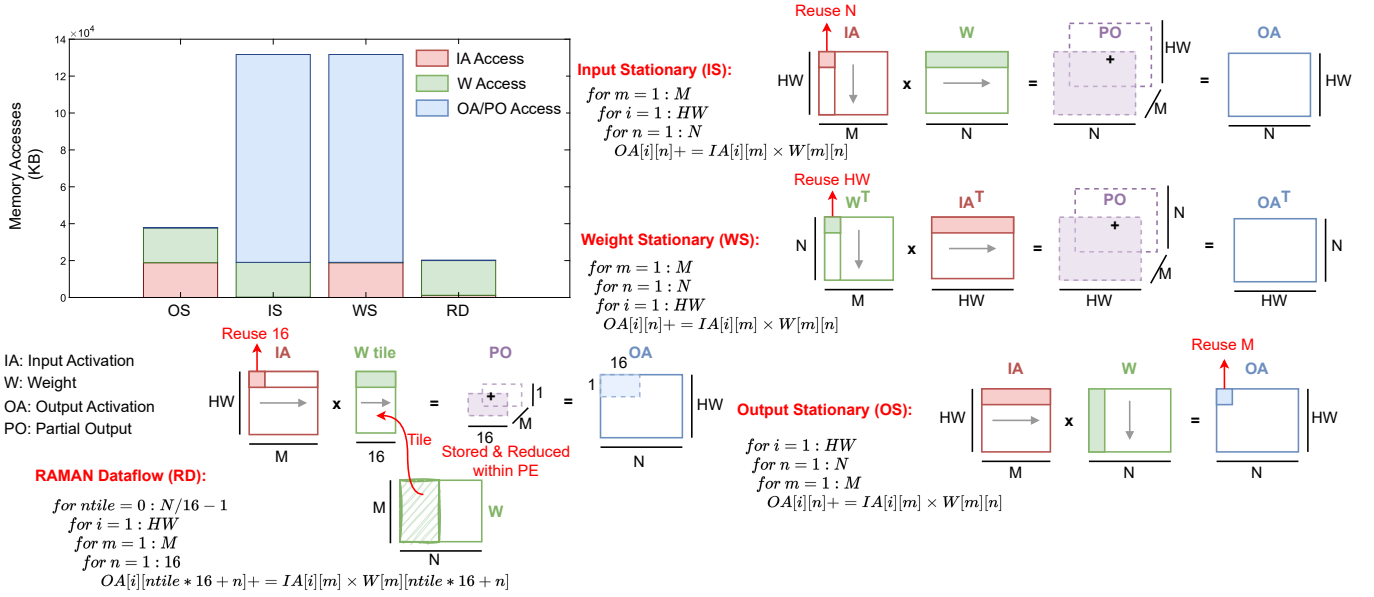 ×10⁴
14
12
10
8
6
4
2
0
Memory Accesses
(KB)
IA Access
W Access
OA/PO Access
OS
IS
WS
RD
Input Stationary (IS):
for m = 1 : M
for i = 1 : HW
for n = 1 : N
OA[i][n]+ = IA[i][m] × W[m][n]
Reuse N
IA
W
PO
OA
HW
x
=
+
HW
=
HW
M
N
N
M
N
Weight Stationary (WS):
for m = 1 : M
for n = 1 : N
for i = 1 : HW
OA[i][n]+ = IA[i][m] × W[m][n]
Reuse HW
Wᵀ
IAᵀ
PO
OAᵀ
N
x
=
+
N
=
N
M
HW
HW
M
HW
IA: Input Activation
W: Weight
OA: Output Activation
PO: Partial Output
Reuse 16
IA
W tile
PO
OA
HW
x
=
+
1
=
16
1
HW
M
16
16
M
N
Tile
Stored & Reduced
within PE
M
W
N
RAMAN Dataflow (RD):
for ntile = 0 : N/16 − 1
for i = 1 : HW
for m = 1 : M
for n = 1 : 16
OA[i][ntile ∗ 16 + n]+ = IA[i][m] × W[m][ntile ∗ 16 + n]
Output Stationary (OS):
for i = 1 : HW
for n = 1 : N
for m = 1 : M
OA[i][n]+ = IA[i][m] × W[m][n]
Reuse M
IA
W
OA
HW
x
=
HW
M
N
N